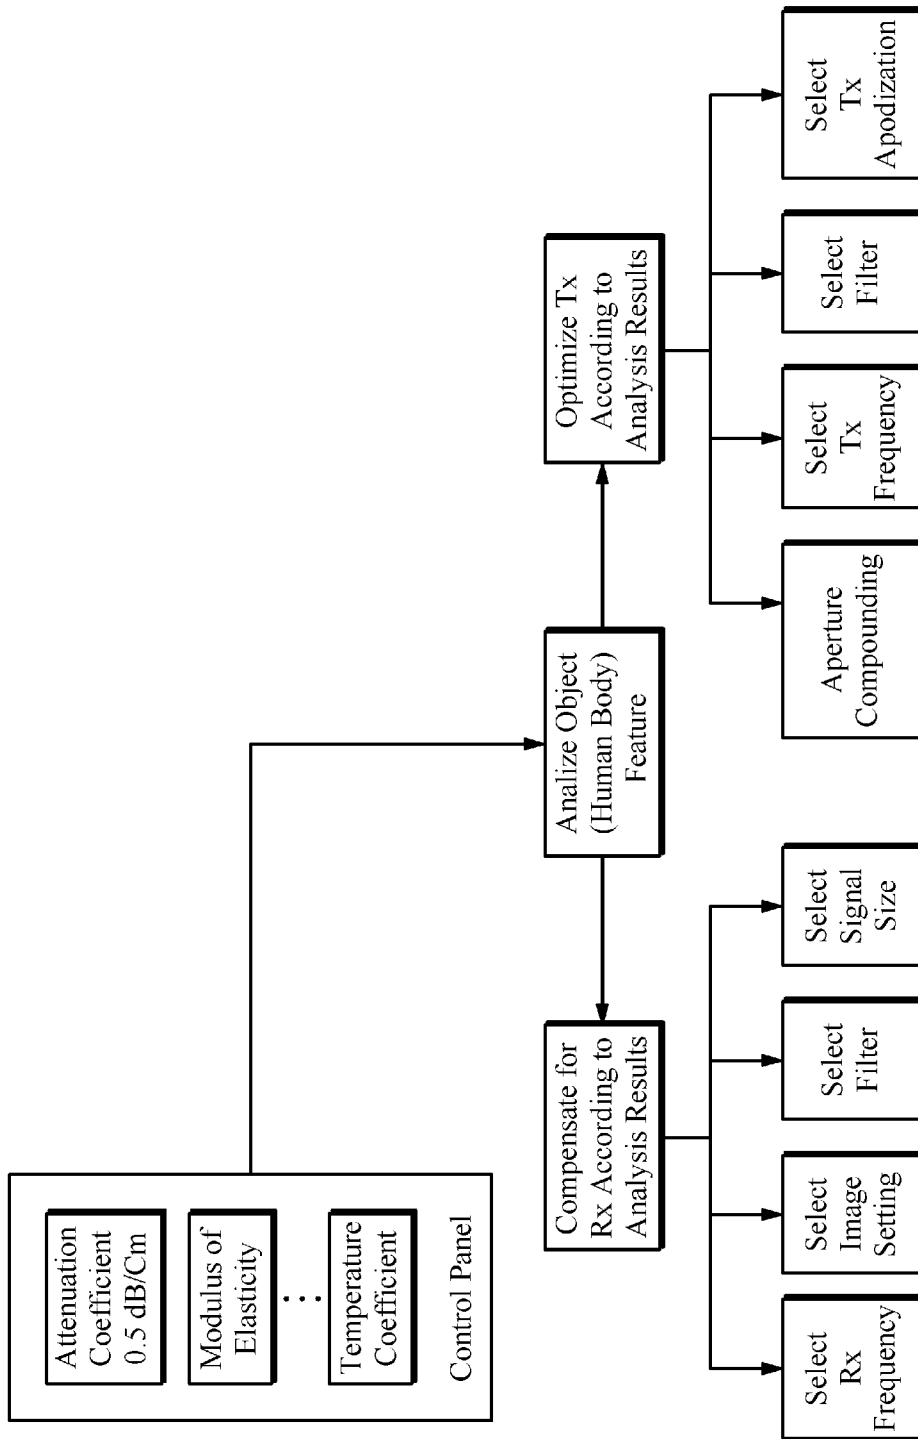 Attenuation
Coefficient
0.5 dB/Cm
Modulus of
Elasticity
Temperature
Coefficient
Control Panel
Analize Object
(Human Body)
Feature
Compensate for
Rx According to
Analysis Results
Optimize Tx
According to
Analysis Results
Select
Rx
Frequency
Select
Image
Setting
Select
Filter
Select
Signal
Size
Aperture
Compounding
Select
Tx
Frequency
Select
Filter
Select
Tx
Apodization